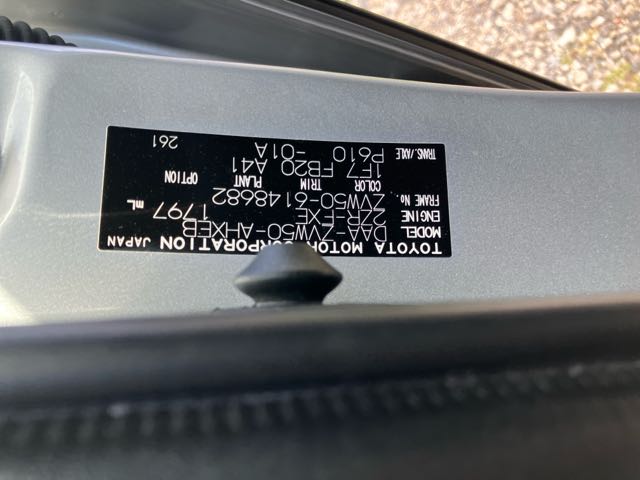 TOYOTA MOTOR CORPORATION JAPAN
MODEL DAA-ZVW50-AHXEB
ENGINE 2ZR-FXE 1797 mL
FRAME No. ZVW50-6148682
COLOR TRIM PLANT OPTION
1F7 FB20 A41
TRANS./AXLE P610 -01A
261